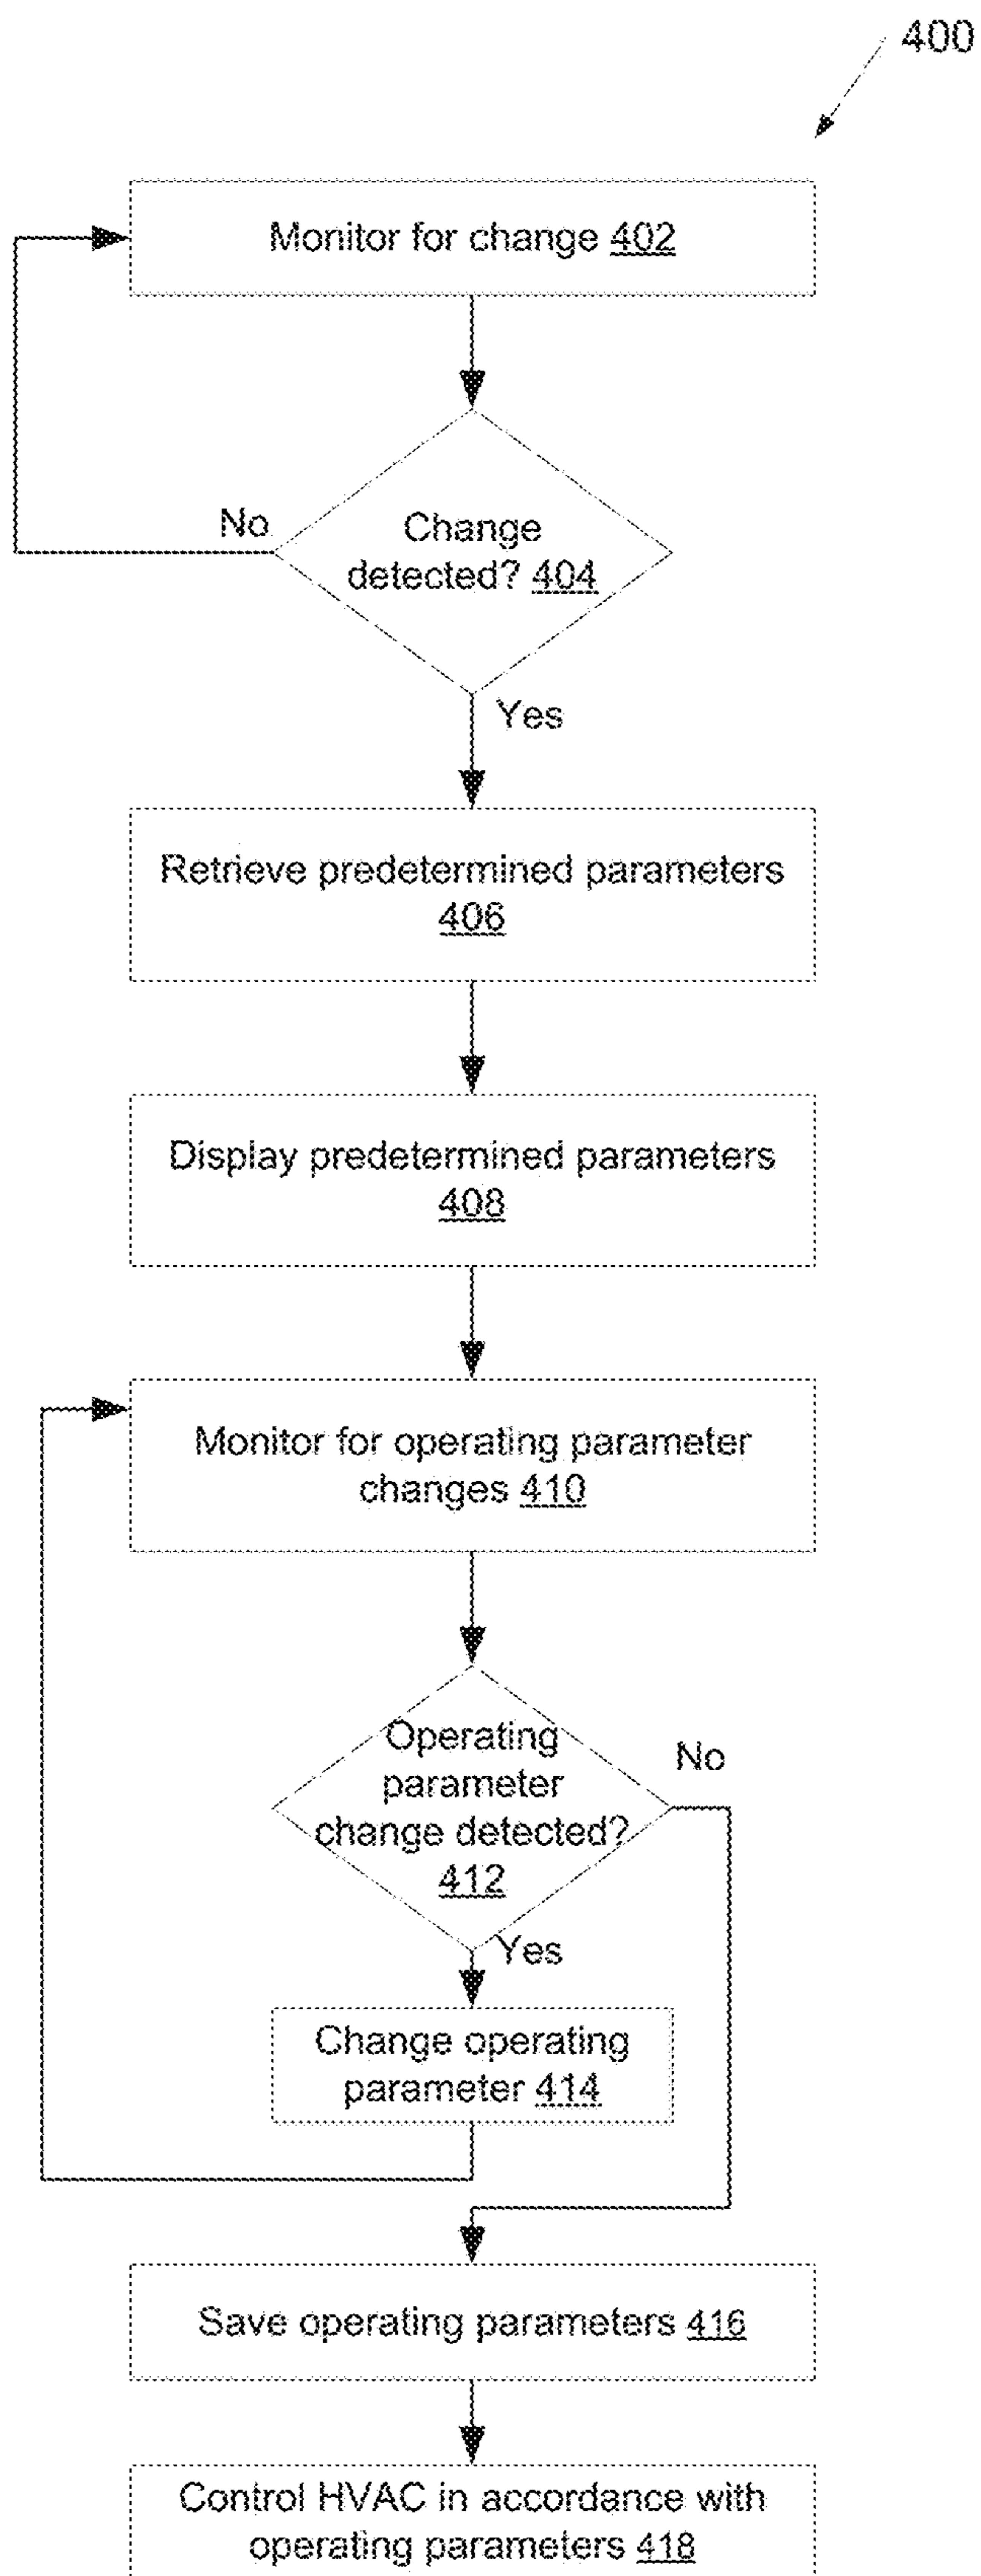 400
Monitor for change 402
No
Change
detected? 404
Yes
Retrieve predetermined parameters
406
Display predetermined parameters
408
Monitor for operating parameter
changes 410
Operating
parameter
change detected?
412
No
Yes
Change operating
parameter 414
Save operating parameters 416
Control HVAC in accordance with
operating parameters 418